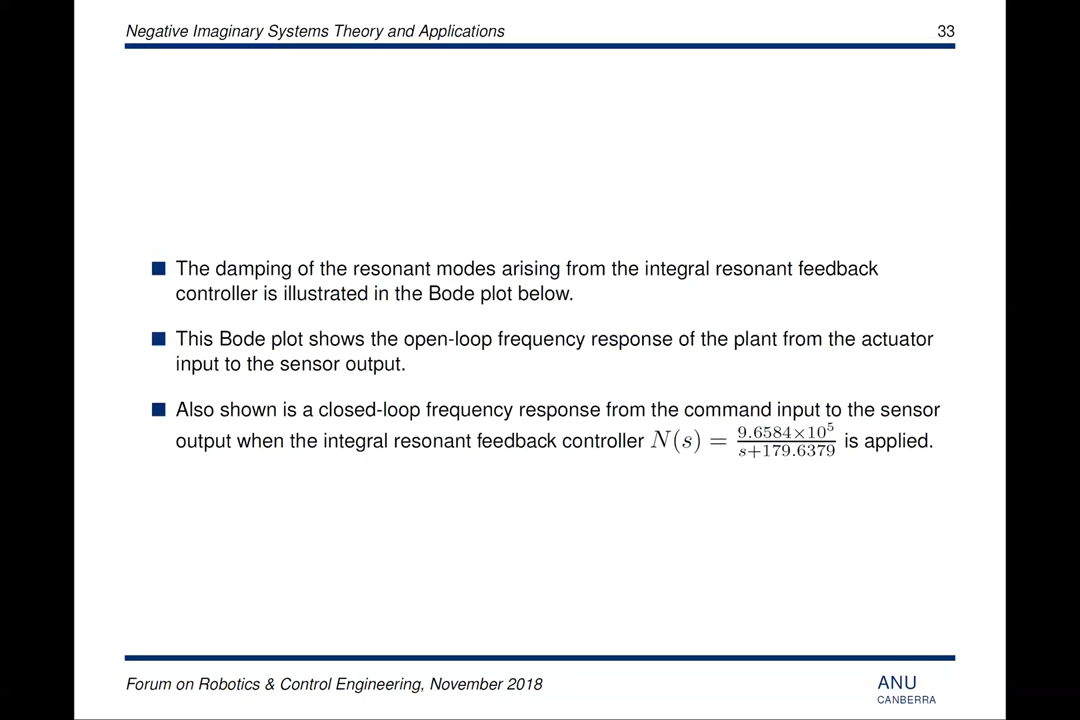 Negative Imaginary Systems Theory and Applications 33
■ The damping of the resonant modes arising from the integral resonant feedback
controller is illustrated in the Bode plot below.
■ This Bode plot shows the open-loop frequency response of the plant from the actuator
input to the sensor output.
■ Also shown is a closed-loop frequency response from the command input to the sensor
output when the integral resonant feedback controller $N(s) = \frac{9.6584 \times 10^5}{s+179.6379}$ is applied.
Forum on Robotics & Control Engineering, November 2018
ANU
CANBERRA